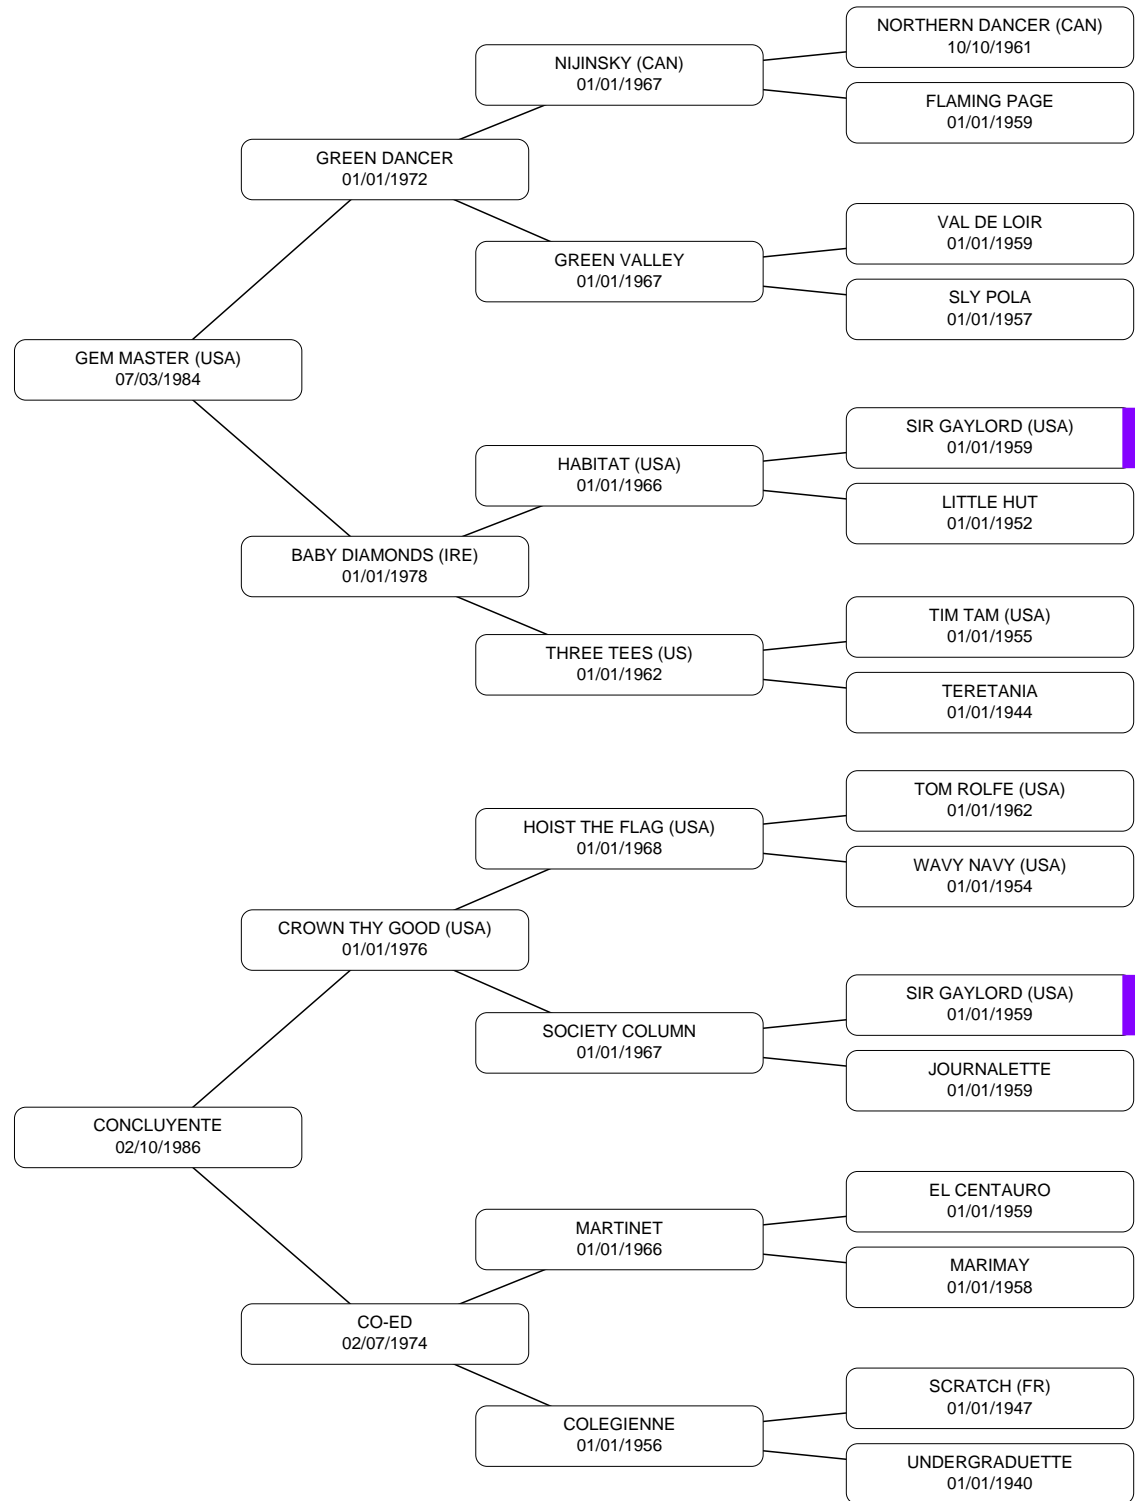 NORTHERN DANCER (CAN)
10/10/1961
NIJINSKY (CAN)
01/01/1967
FLAMING PAGE
01/01/1959
GREEN DANCER
01/01/1972
VAL DE LOIR
01/01/1959
GREEN VALLEY
01/01/1967
SLY POLA
01/01/1957
GEM MASTER (USA)
07/03/1984
SIR GAYLORD (USA)
01/01/1959
HABITAT (USA)
01/01/1966
LITTLE HUT
01/01/1952
BABY DIAMONDS (IRE)
01/01/1978
TIM TAM (USA)
01/01/1955
THREE TEES (US)
01/01/1962
TERETANIA
01/01/1944
TOM ROLFE (USA)
01/01/1962
HOIST THE FLAG (USA)
01/01/1968
WAVY NAVY (USA)
01/01/1954
CROWN THY GOOD (USA)
01/01/1976
SIR GAYLORD (USA)
01/01/1959
SOCIETY COLUMN
01/01/1967
JOURNALETTE
01/01/1959
CONCLUYENTE
02/10/1986
EL CENTAURO
01/01/1959
MARTINET
01/01/1966
MARIMAY
01/01/1958
CO-ED
02/07/1974
SCRATCH (FR)
01/01/1947
COLEGIENNE
01/01/1956
UNDERGRADUETTE
01/01/1940